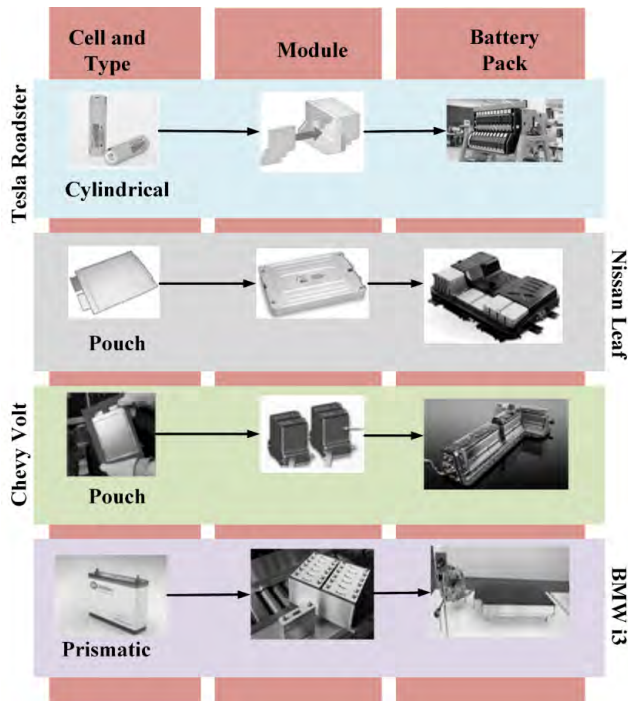 Cell and
Type
Module
Battery
Pack
Tesla Roadster
Cylindrical
Nissan Leaf
Pouch
Chevy Volt
Pouch
BMW i3
Prismatic